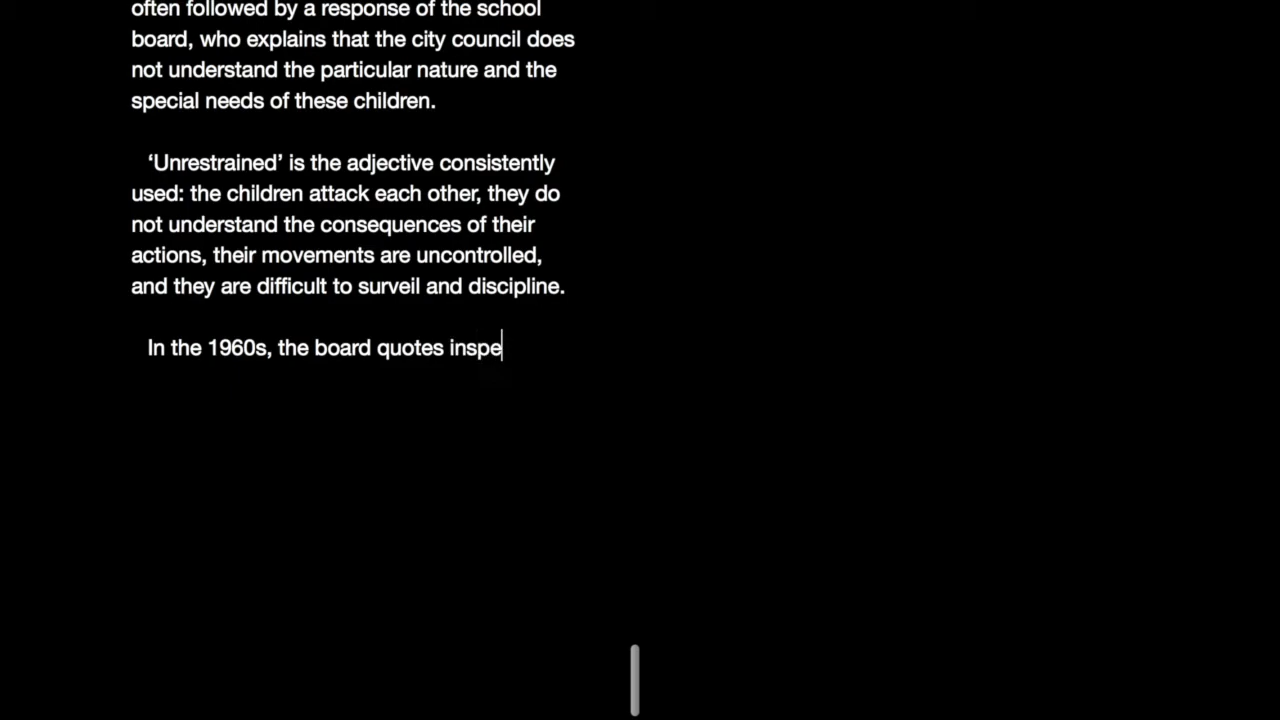 often followed by a response of the school
board, who explains that the city council does
not understand the particular nature and the
special needs of these children.
‘Unrestrained’ is the adjective consistently
used: the children attack each other, they do
not understand the consequences of their
actions, their movements are uncontrolled,
and they are difficult to surveil and discipline.
In the 1960s, the board quotes inspe